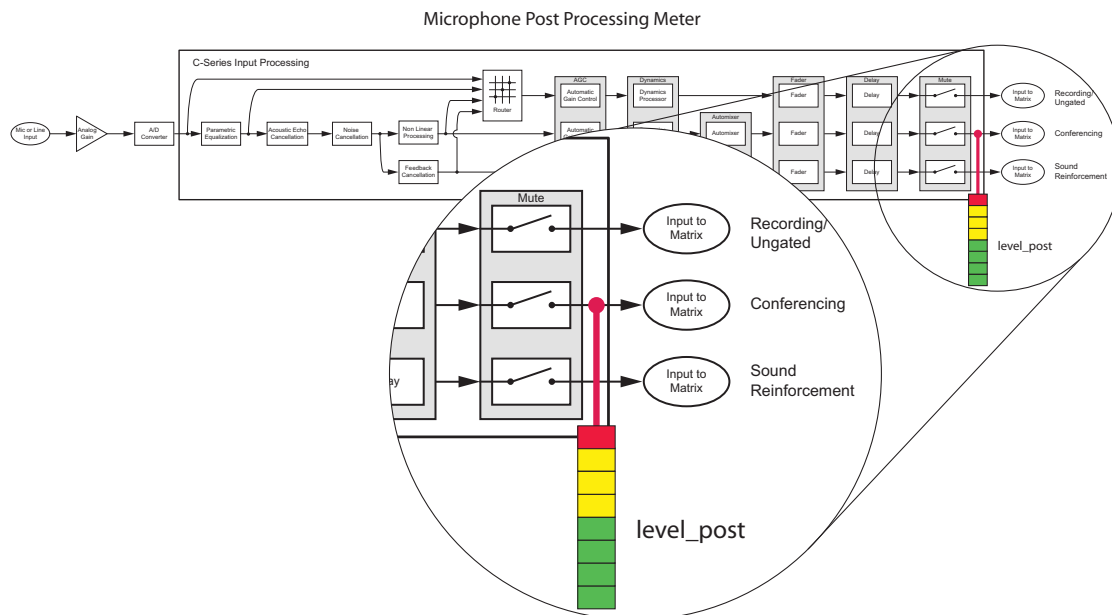 Microphone Post Processing Meter
C-Series Input Processing
Mic or Line
Input
Analog
Gain
A/D
Converter
Parametric
Equalization
Acoustic Echo
Cancellation
Noise
Cancellation
Non Linear
Processing
Feedback
Cancellation
Router
AGC
Automatic
Gain Control
Automatic
Dynamics
Dynamics
Processor
Automixer
Automixer
Fader
Fader
Fader
Fader
Delay
Delay
Delay
Delay
Mute
Input to
Matrix
Recording/
Ungated
Input to
Matrix
Conferencing
Input to
Matrix
Sound
Reinforcement
level_post
Mute
Input to
Matrix
Recording/
Ungated
Input to
Matrix
Conferencing
ay
Input to
Matrix
Sound
Reinforcement
level_post